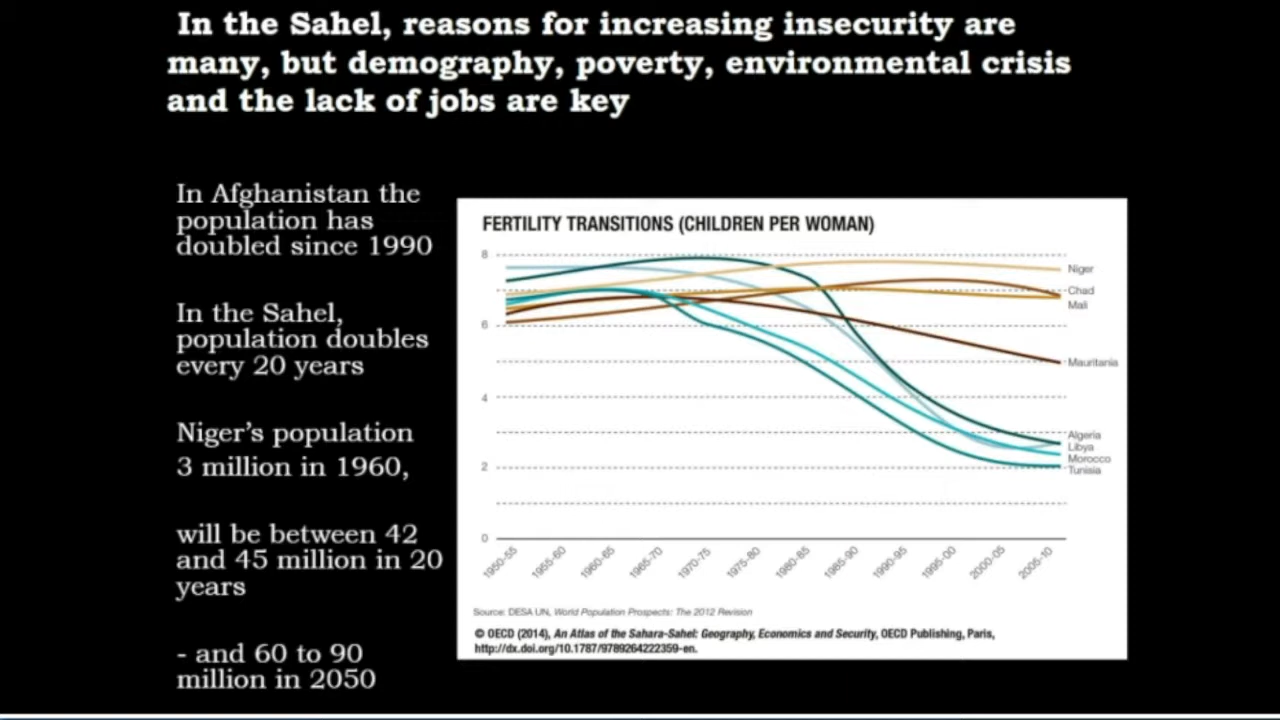 In the Sahel, reasons for increasing insecurity are
many, but demography, poverty, environmental crisis
and the lack of jobs are key
In Afghanistan the
population has
doubled since 1990
In the Sahel,
population doubles
every 20 years
Niger's population
3 million in 1960,
will be between 42
and 45 million in 20
years
- and 60 to 90
million in 2050
FERTILITY TRANSITIONS (CHILDREN PER WOMAN)
8
6
4
2
0
Niger
Chad
Mali
Mauritania
Algeria
Libya
Morocco
Tunisia
1950-55
1955-60
1960-65
1965-70
1970-75
1975-80
1980-85
1985-90
1990-95
1995-00
2000-05
2005-10
Source: DESA UN, World Population Prospects: The 2012 Revision
© OECD (2014), An Atlas of the Sahara-Sahel: Geography, Economics and Security, OECD Publishing, Paris,
http://dx.doi.org/10.1787/9789264222359-en.